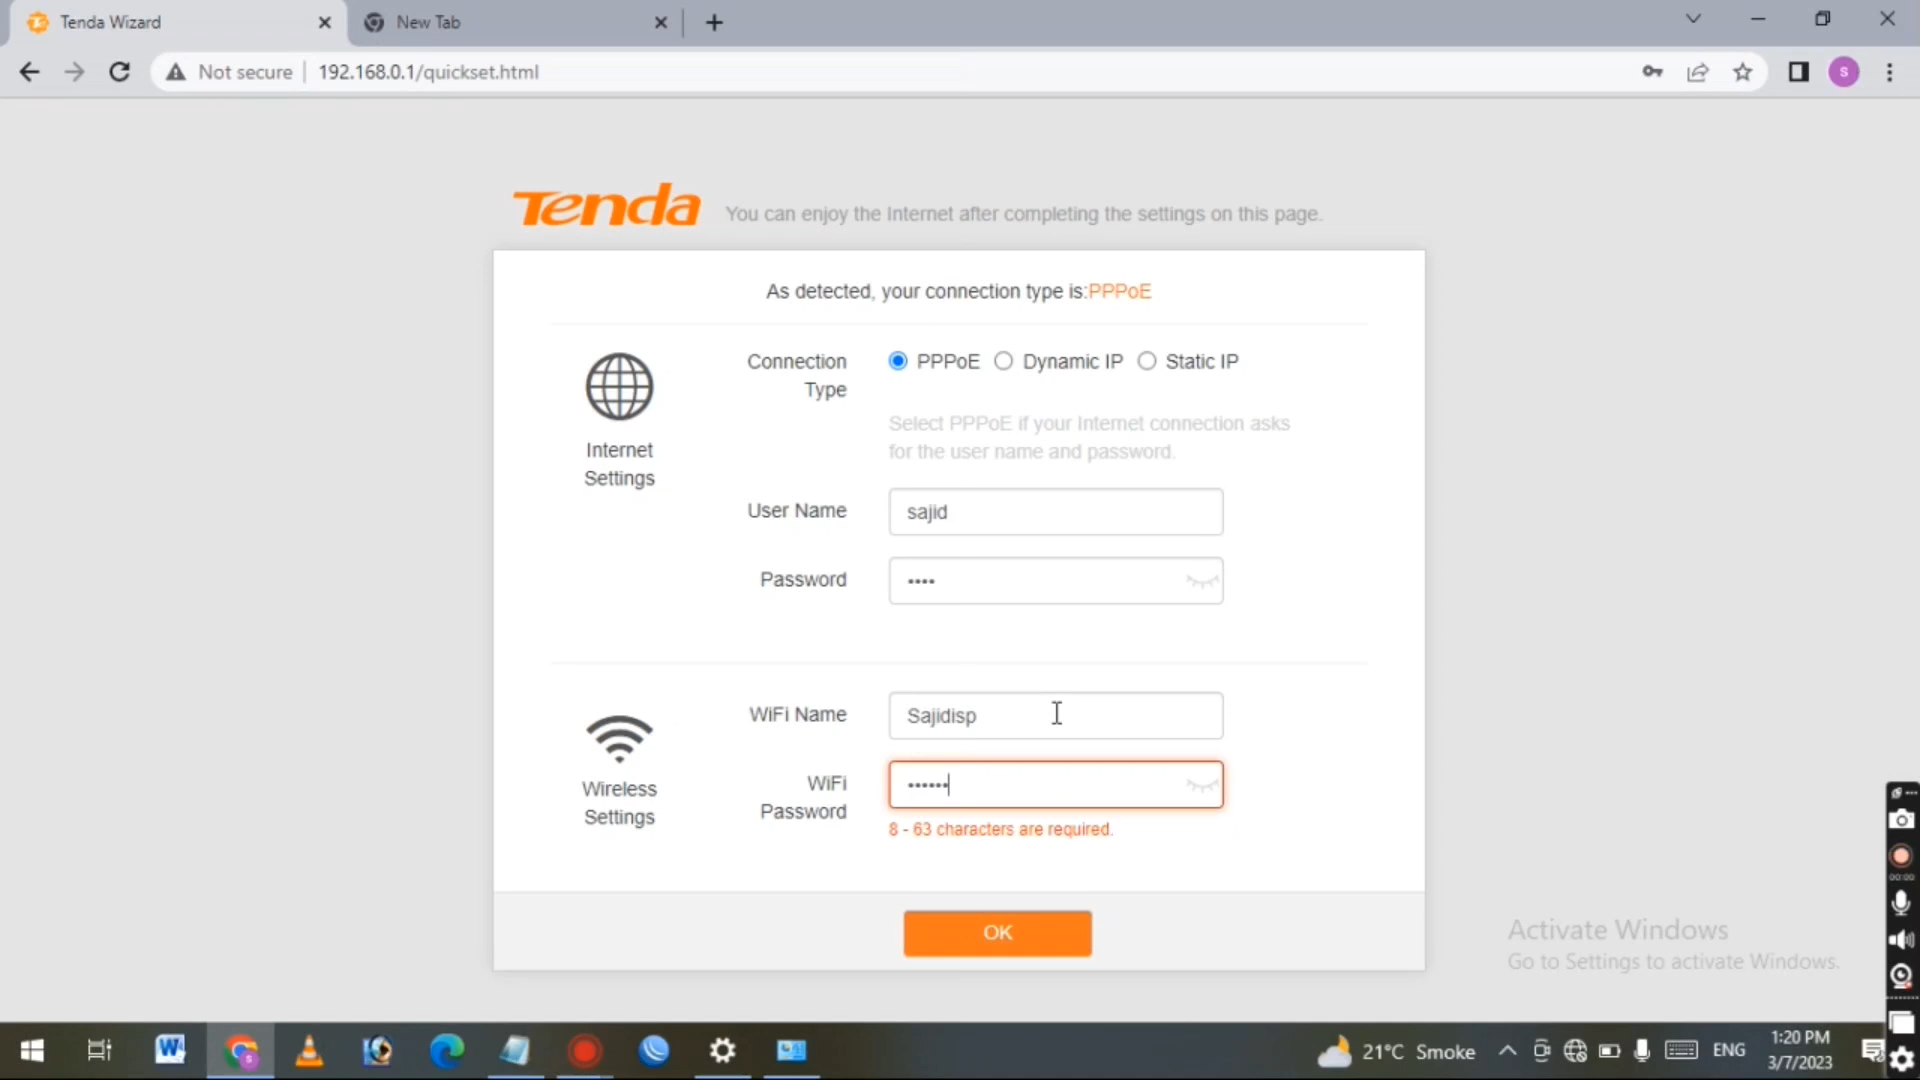 Tenda Wizard
New Tab
Not secure
192.168.0.1/quickset.html
S
Tenda
You can enjoy the Internet after completing the settings on this page.
As detected, your connection type is:PPPoE
Connection
Type
PPPoE
Dynamic IP
Static IP
Select PPPoE if your Internet connection asks
for the user name and password.
Internet
Settings
User Name
sajid
Password
••••
WiFi Name
Sajidisp
Wireless
Settings
WiFi
Password
••••••
8 - 63 characters are required.
OK
00:00
Activate Windows
Go to Settings to activate Windows.
W
S
21°C Smoke
ENG
1:20 PM
3/7/2023